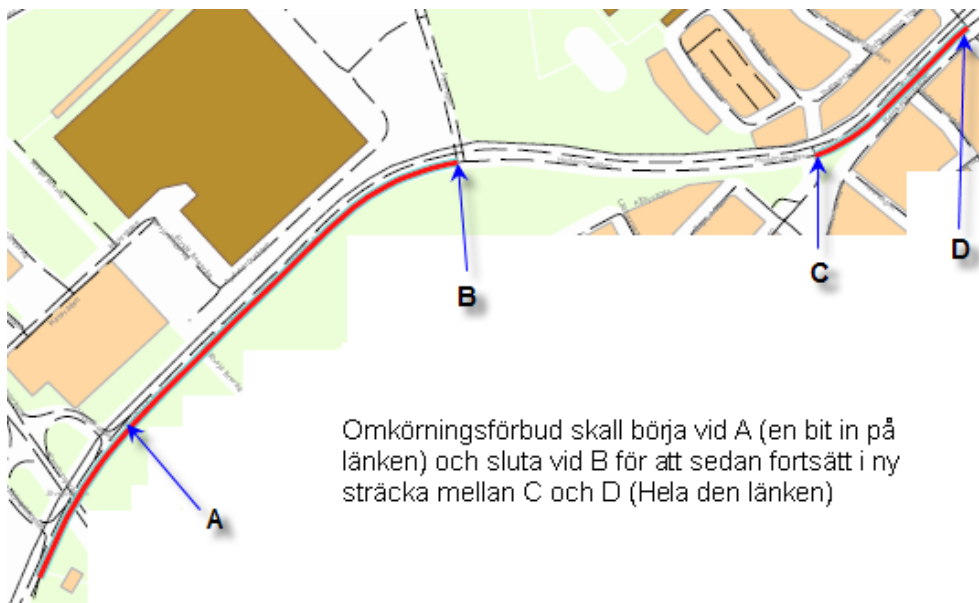 D
C
B
Omkörningsförbud skall börja vid A (en bit in på
länken) och sluta vid B för att sedan fortsätt i ny
sträcka mellan C och D (Hela den länken)
A